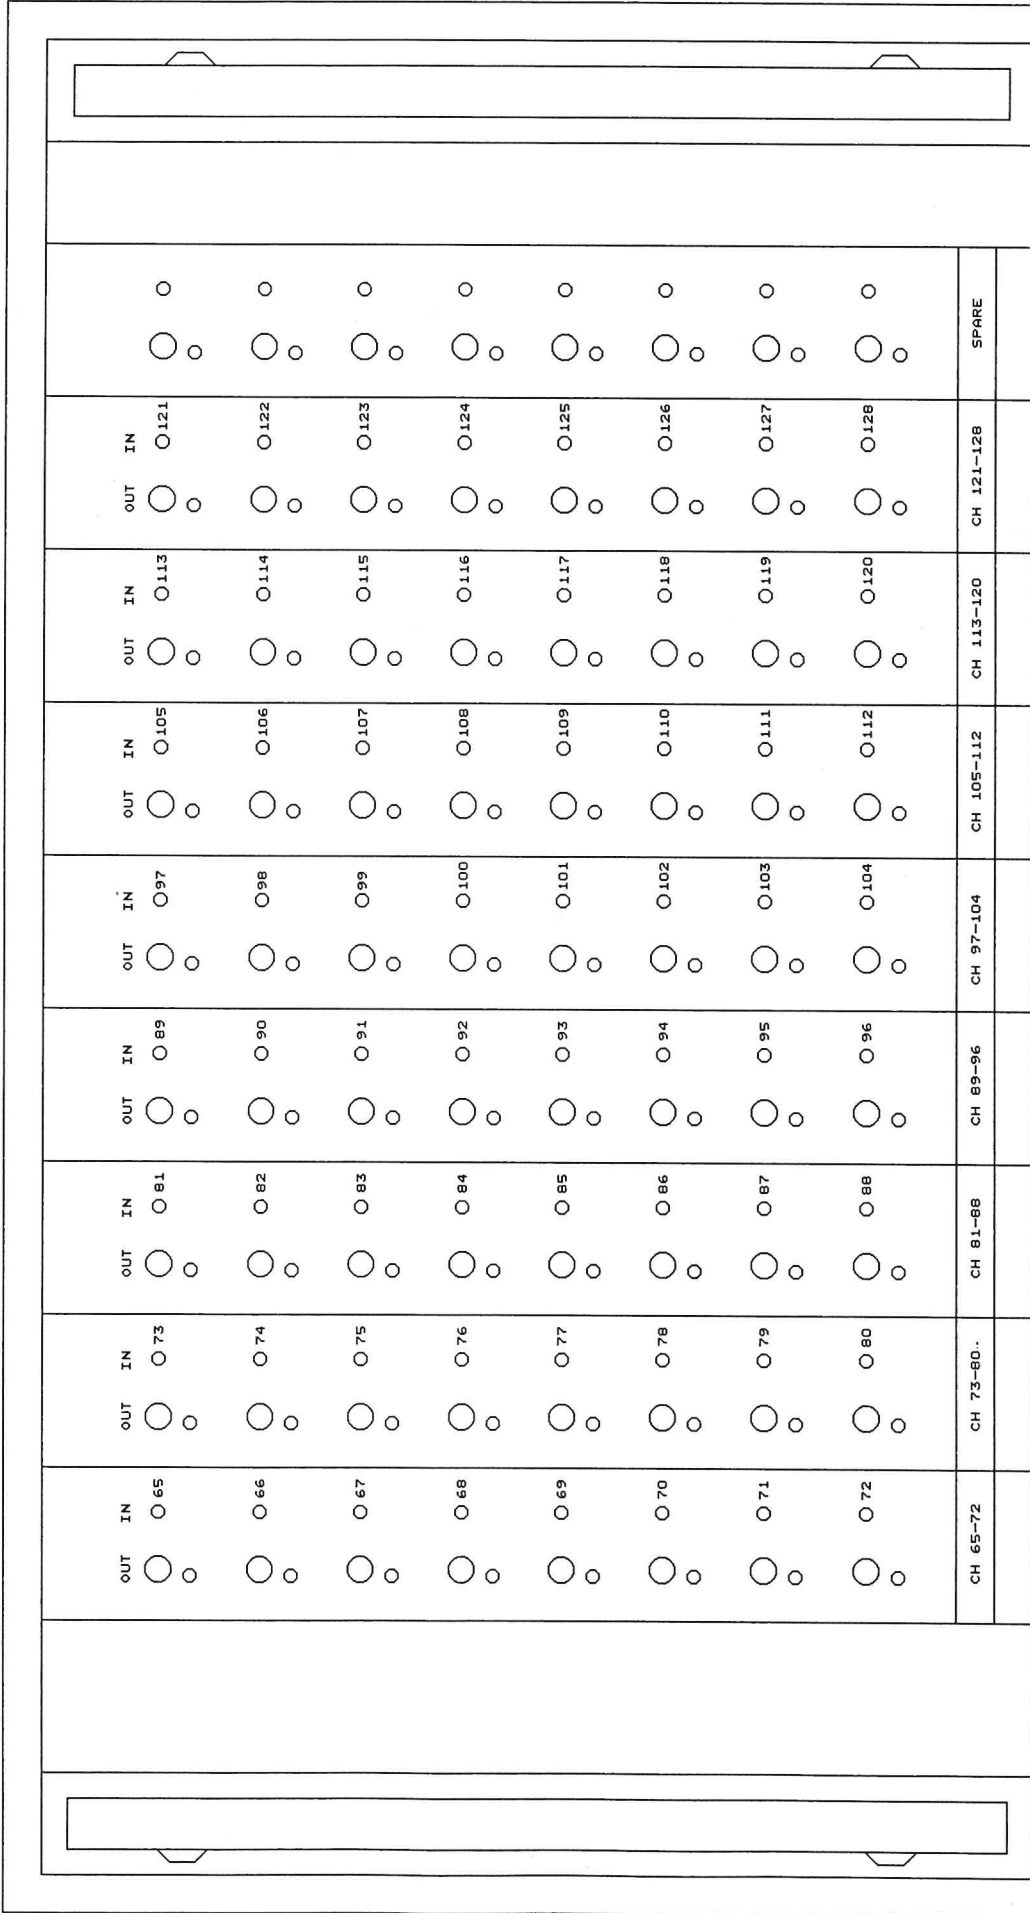 OUT IN OUT IN OUT IN OUT IN OUT IN OUT IN OUT IN OUT IN
65 73 81 89 97 105 113 121
66 74 82 90 98 106 114 122
67 75 83 91 99 107 115 123
68 76 84 92 100 108 116 124
69 77 85 93 101 109 117 125
70 78 86 94 102 110 118 126
71 79 87 95 103 111 119 127
72 80 88 96 104 112 120 128
CH 65-72 CH 73-80 CH 81-88 CH 89-96 CH 97-104 CH 105-112 CH 113-120 CH 121-128 SPARE